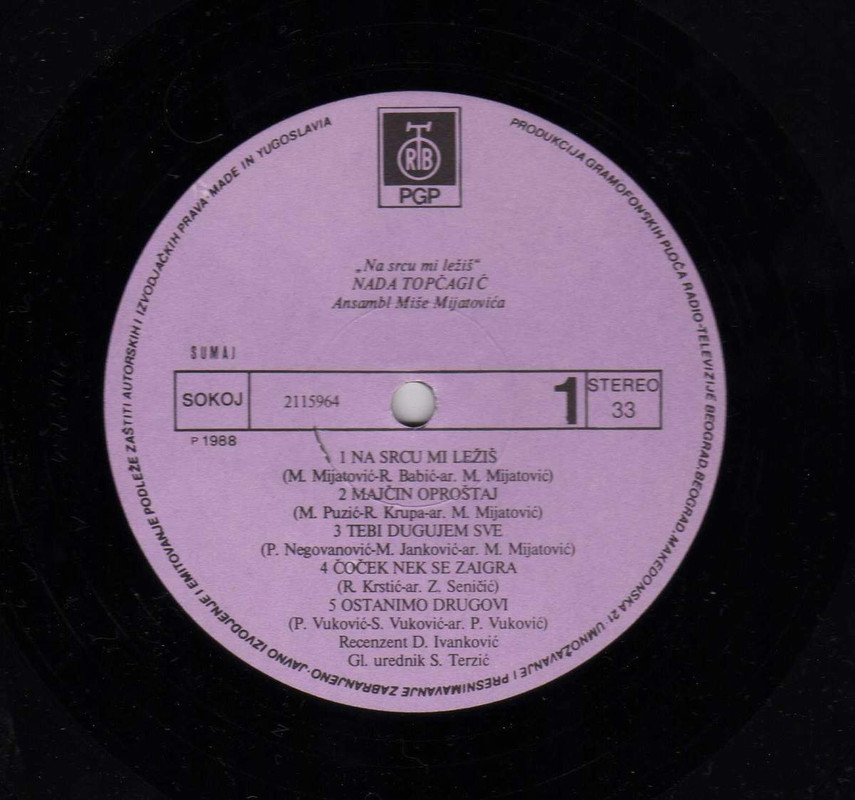 RTB
PGP
PRODUKCIJA GRAMOFONSKIH PLOČA RADIO-TELEVIZIJE BEOGRAD, BEOGRAD, MAKEDONSKA 21 · UMNOŽAVANJE I PRESNIMAVANJE ZABRANJENO · JAVNO IZVODJENJE I EMITOVANJE PODLEŽE ZAŠTITI AUTORSKIH I IZVODJAČKIH PRAVA · MADE IN YUGOSLAVIA
„Na srcu mi ležiš“
NADA TOPČAGIĆ
Ansambl Miše Mijatovića
SUMAJ
SOKOJ 2115964 1 STEREO 33
P 1988
1 NA SRCU MI LEŽIŠ
(M. Mijatović-R. Babić-ar. M. Mijatović)
2 MAJČIN OPROŠTAJ
(M. Puzić-R. Krupa-ar. M. Mijatović)
3 TEBI DUGUJEM SVE
(P. Negovanović-M. Janković-ar. M. Mijatović)
4 ČOČEK NEK SE ZAIGRA
(R. Krstić-ar. Z. Seničić)
5 OSTANIMO DRUGOVI
(P. Vuković-S. Vuković-ar. P. Vuković)
Recenzent D. Ivanković
Gl. urednik S. Terzić